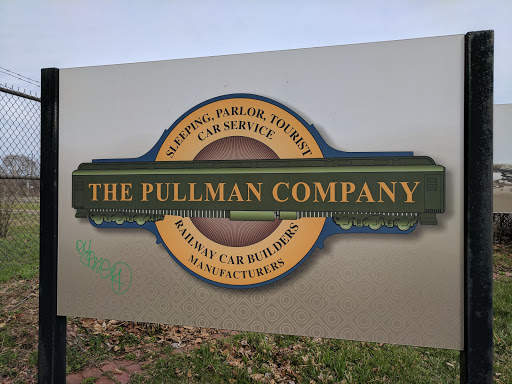 SLEEPING, PARLOR, TOURIST
CAR SERVICE
THE PULLMAN COMPANY
RAILWAY CAR BUILDERS
MANUFACTURERS